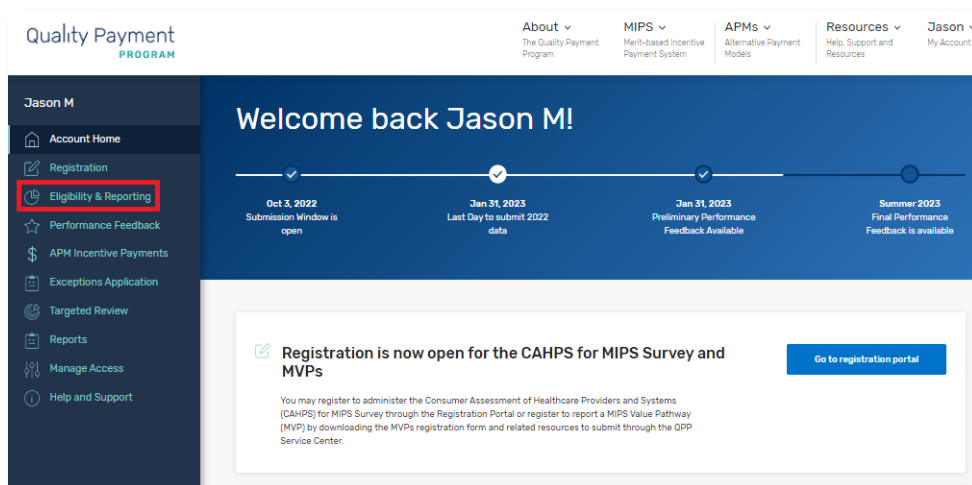 Quality Payment
PROGRAM
About
The Quality Payment
Program
MIPS
Merit-based Incentive
Payment System
APMs
Alternative Payment
Models
Resources
Help, Support and
Resources
Jason
My Account
Jason M
Account Home
Registration
Eligibility & Reporting
Performance Feedback
$ APM Incentive Payments
Exceptions Application
Targeted Review
Reports
Manage Access
Help and Support
Welcome back Jason M!
Oct 3, 2022
Submission Window is
open
Jan 31, 2023
Last Day to submit 2022
data
Jan 31, 2023
Preliminary Performance
Feedback Available
Summer 2023
Final Performance
Feedback is available
Registration is now open for the CAHPS for MIPS Survey and
MVPs
Go to registration portal
You may register to administer the Consumer Assessment of Healthcare Providers and Systems
(CAHPS) for MIPS Survey through the Registration Portal or register to report a MIPS Value Pathway
(MVP) by downloading the MVPs registration form and related resources to submit through the QPP
Service Center.